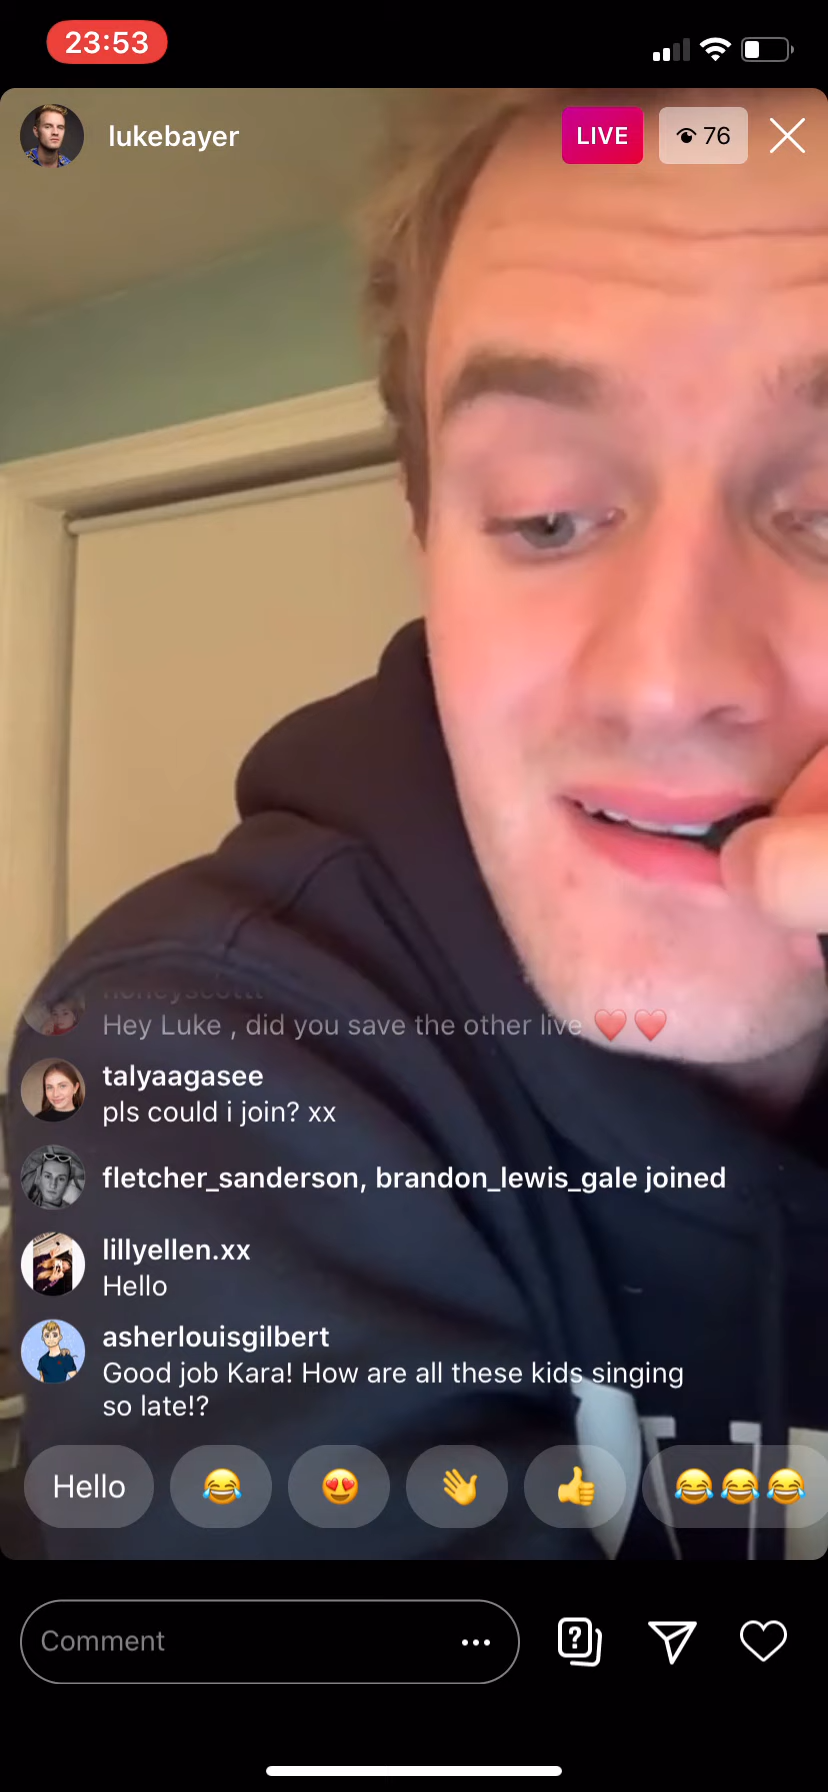 23:53
lukebayer
LIVE
76
Hey Luke , did you save the other live ❤️❤️
talyaagasee
pls could i join? xx
fletcher_sanderson, brandon_lewis_gale joined
lillyellen.xx
Hello
asherlouisgilbert
Good job Kara! How are all these kids singing
so late!?
Hello 😂 😍 👋 👍 😂😂😂
Comment